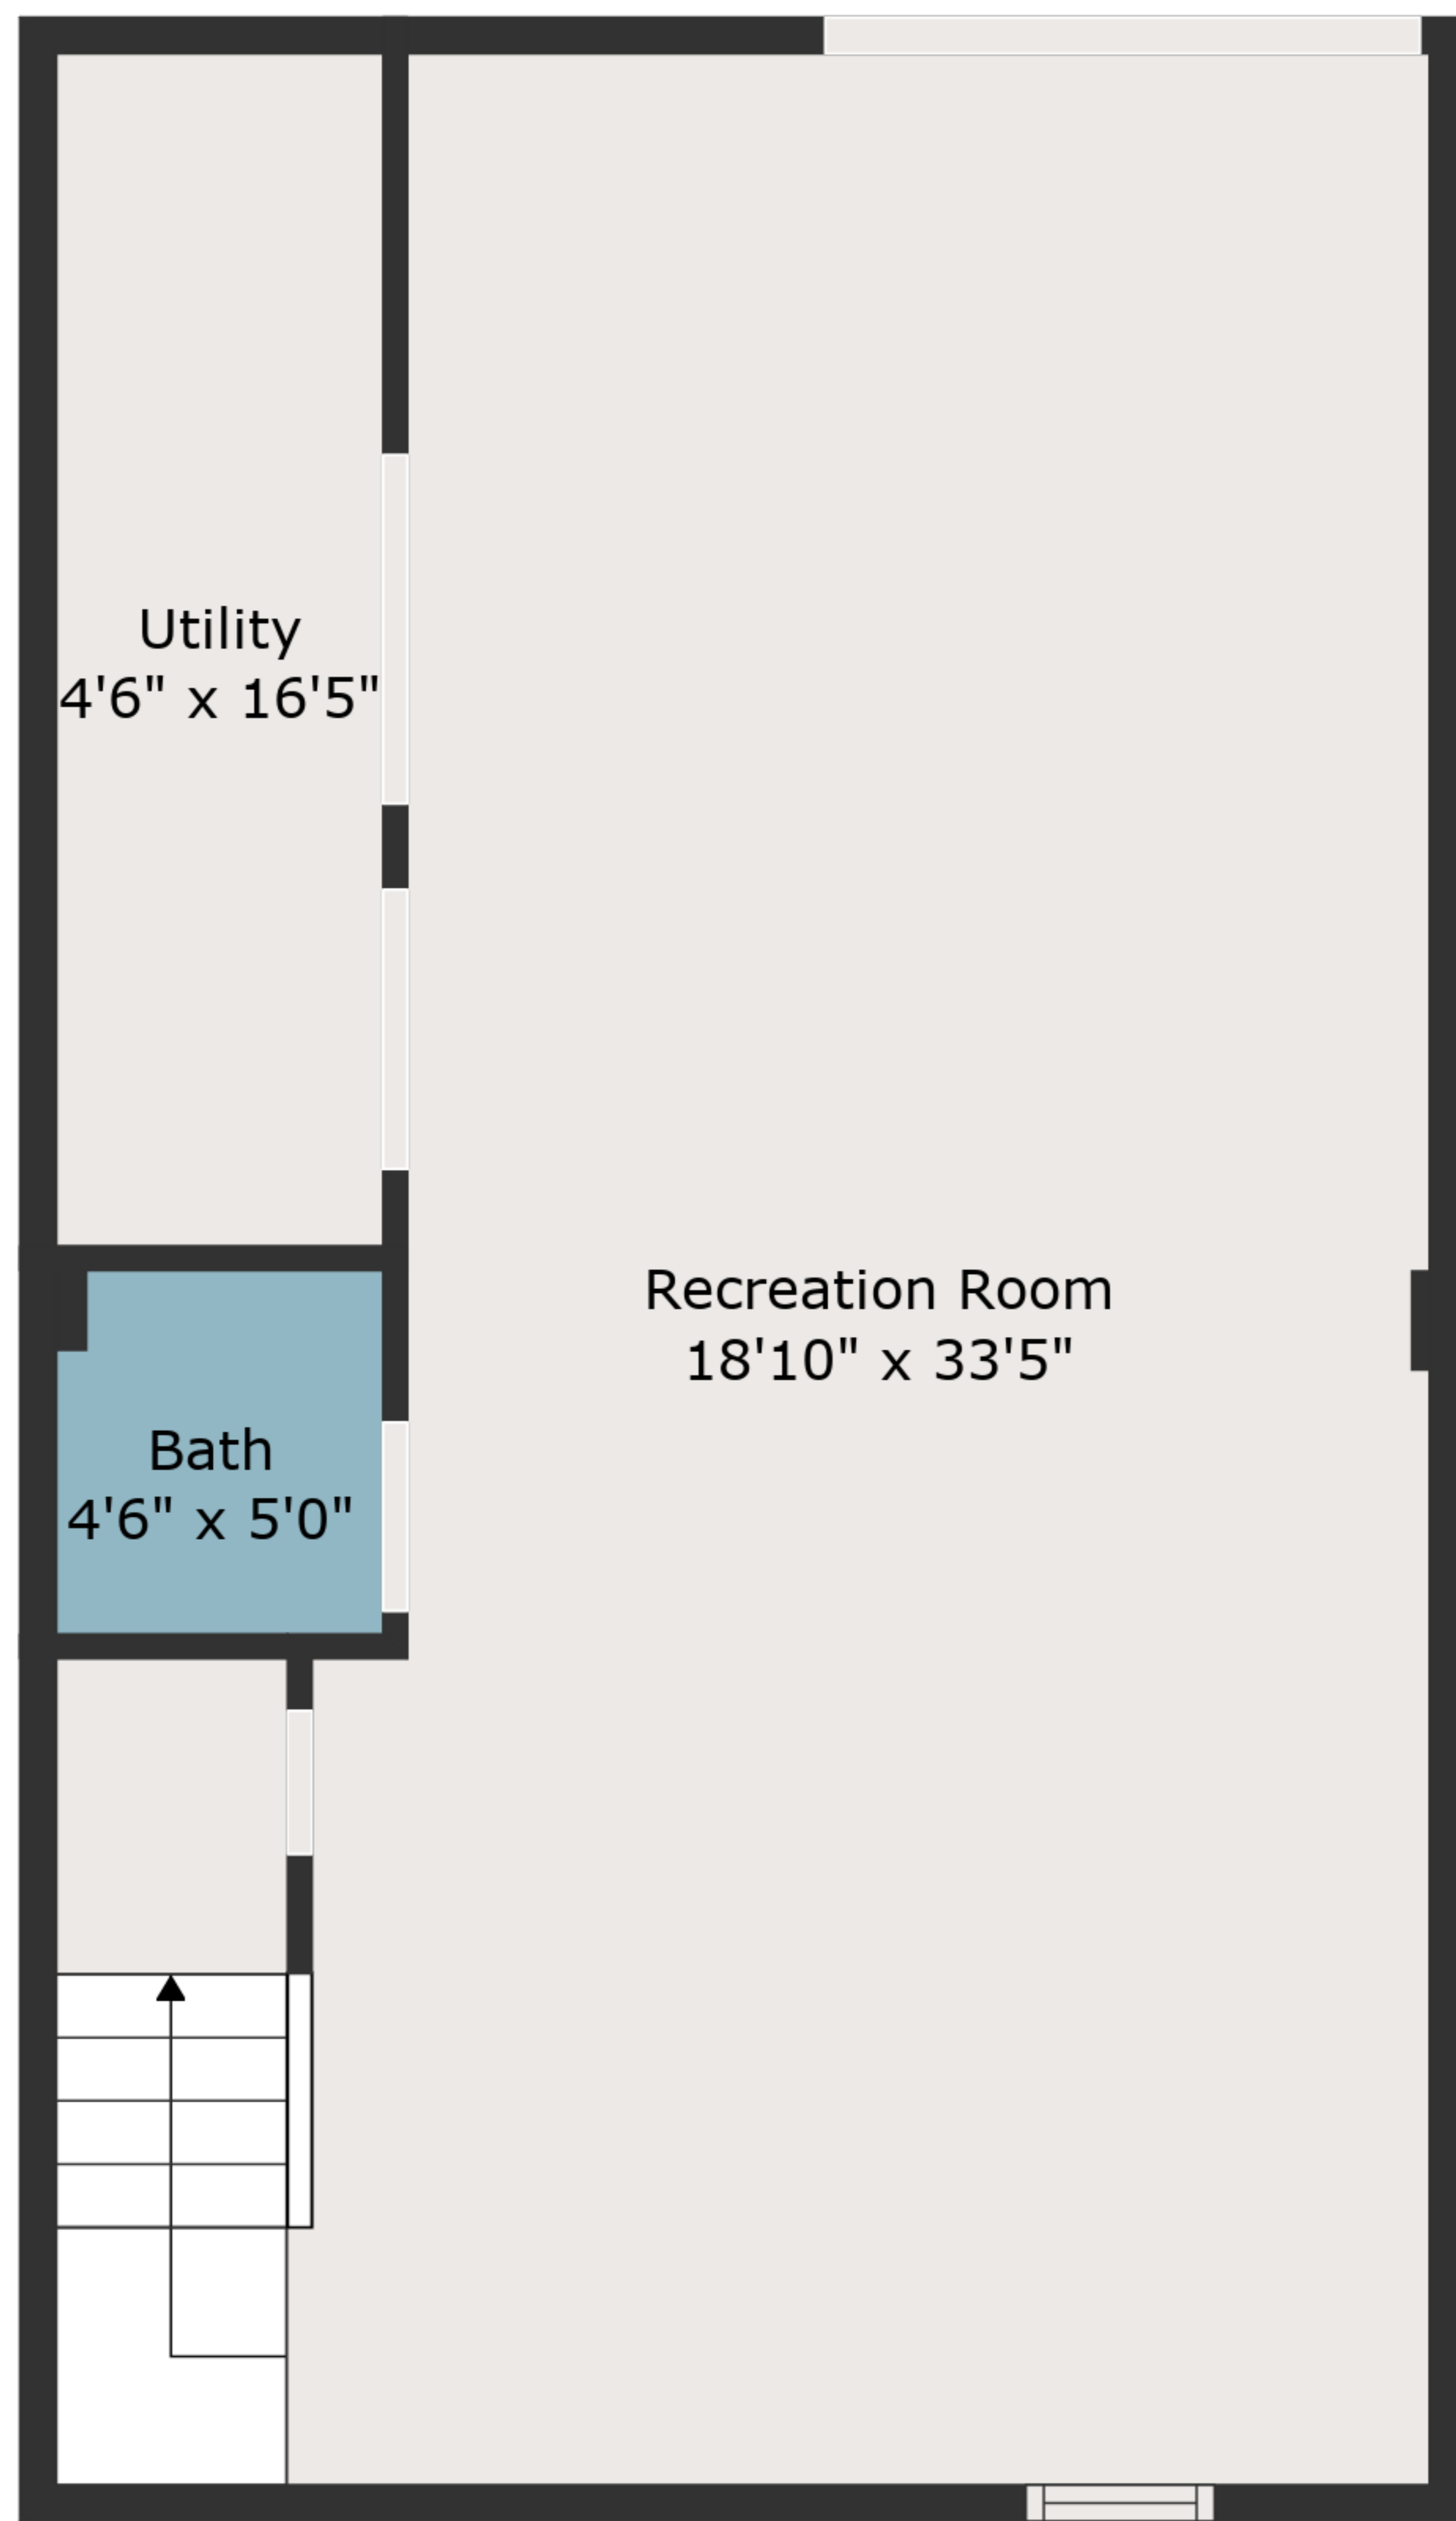 Utility
4'6" x 16'5"
Recreation Room
18'10" x 33'5"
Bath
4'6" x 5'0"